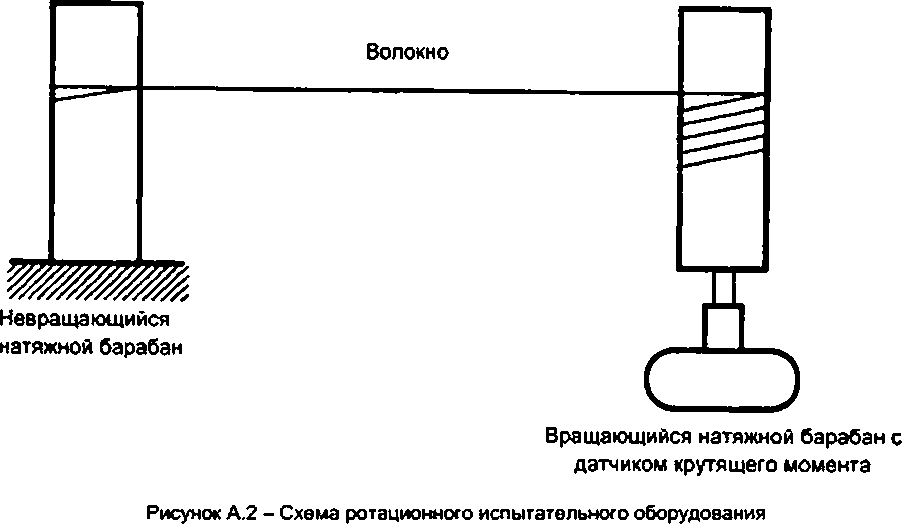 Волокно
Невращающийся
натяжной барабан
Вращающийся натяжной барабан с
датчиком крутящего момента
Рисунок А.2 – Схема ротационного испытательного оборудования